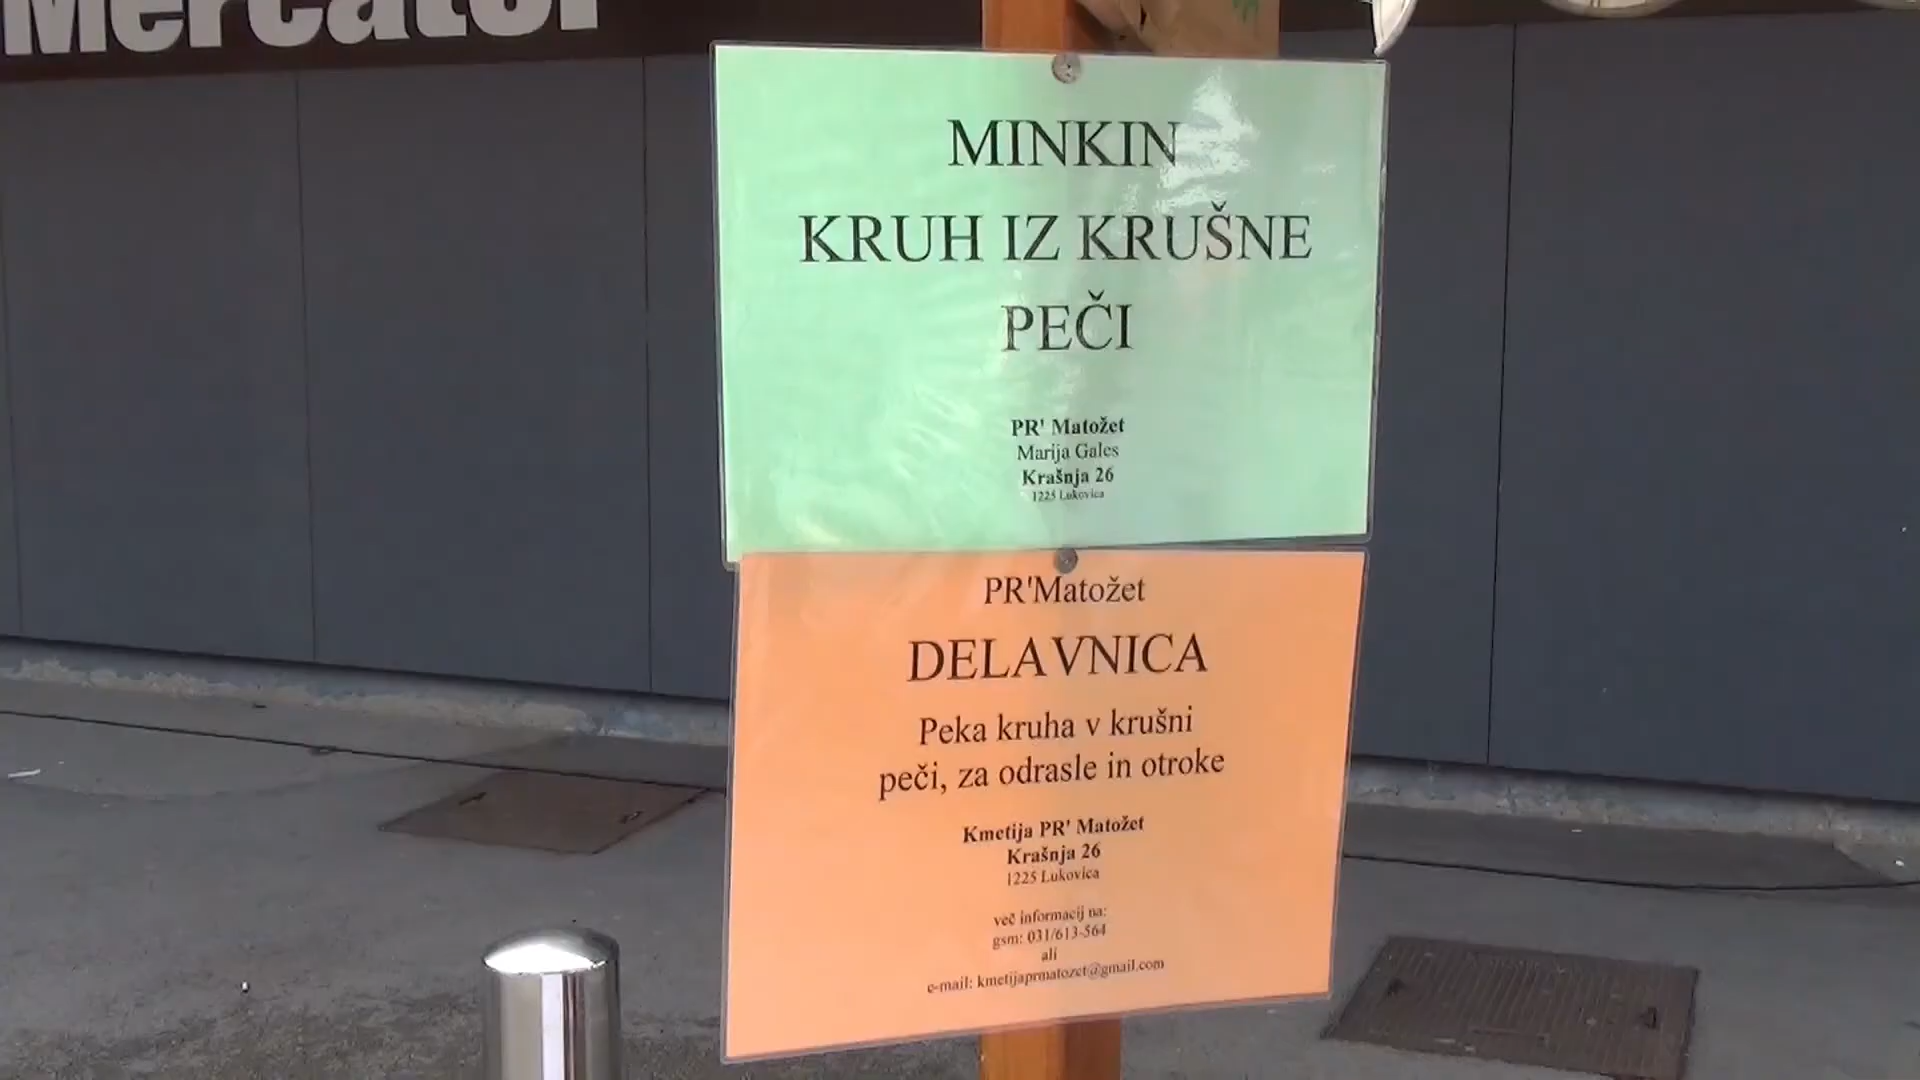 Mercator
MINKIN
KRUH IZ KRUŠNE
PEČI
PR' Matožet
Marija Gales
Krašnja 26
1225 Lukovica
PR'Matožet
DELAVNICA
Peka kruha v krušni
peči, za odrasle in otroke
Kmetija PR' Matožet
Krašnja 26
1225 Lukovica
več informacij na:
gsm: 031/613-564
ali
e-mail: kmetijaprmatozet@gmail.com